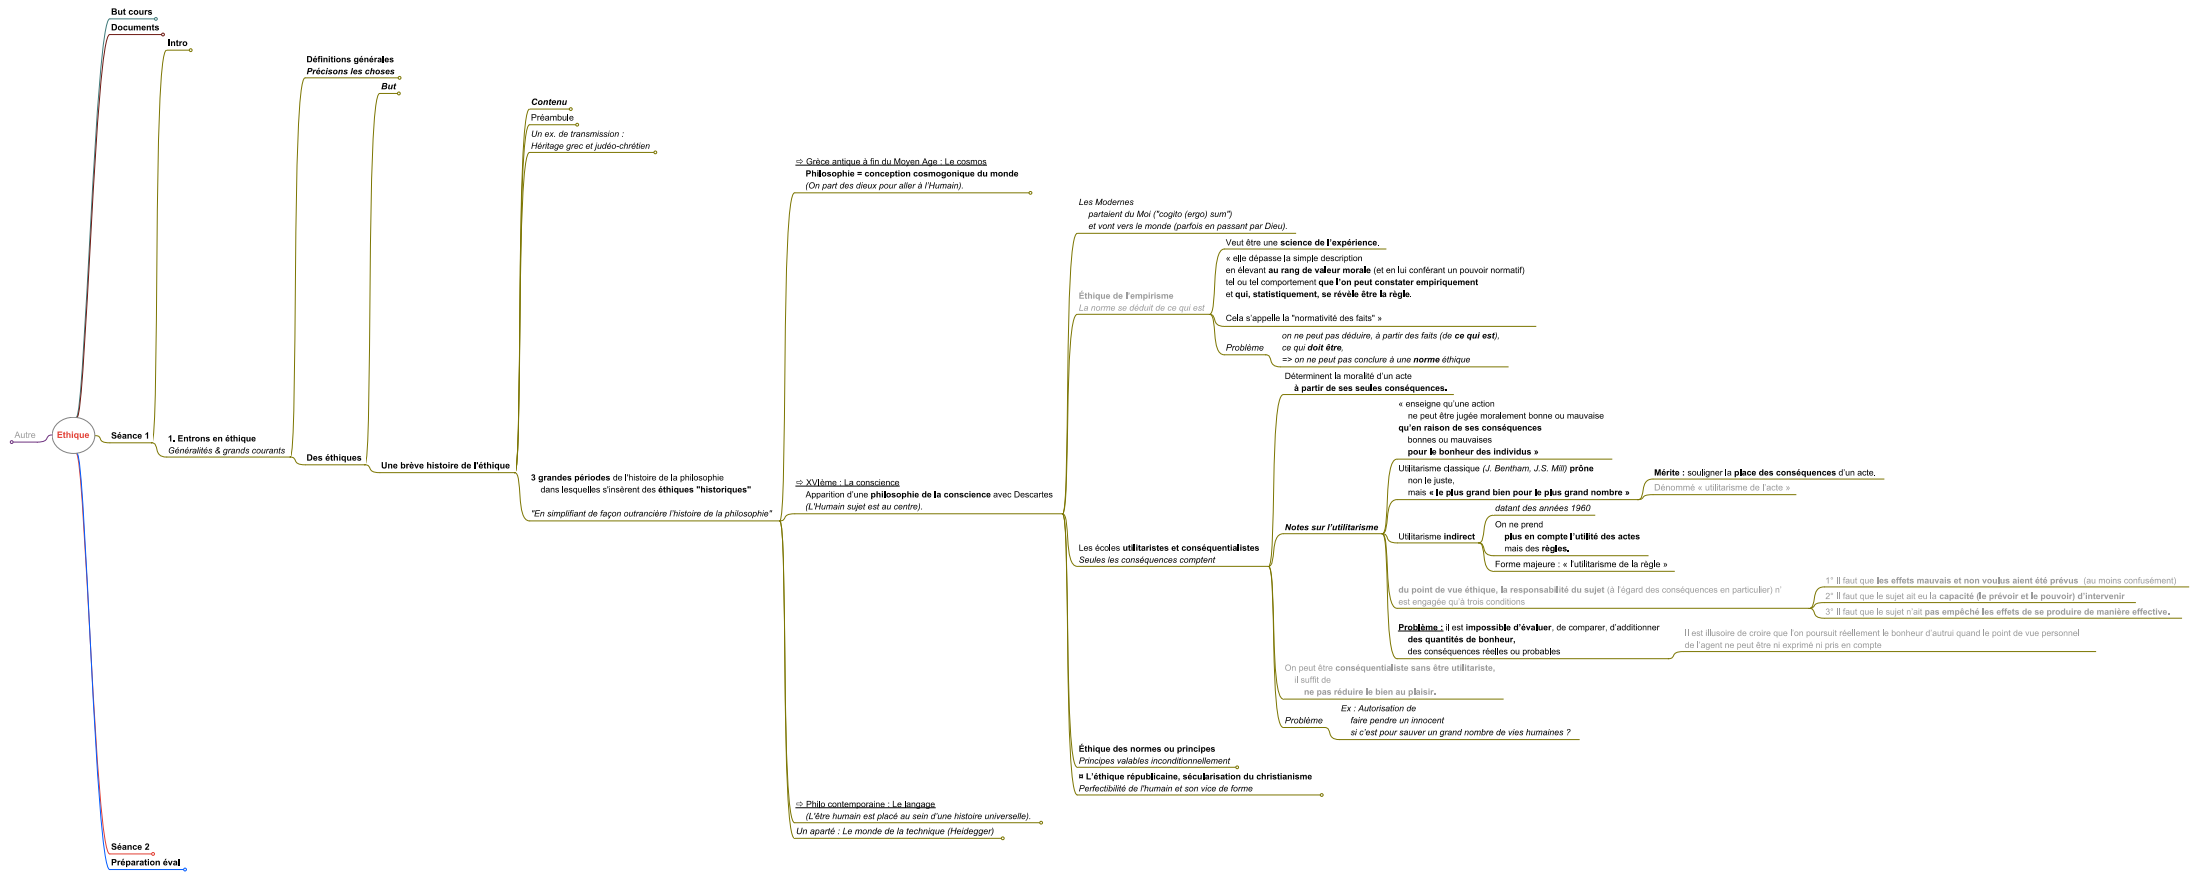 But cours
Documents
Intro
Définitions générales
Précisons les choses
But
Contenu
Préambule
Un ex. de transmission :
Héritage grec et judéo-chrétien
⇨ Grèce antique à fin du Moyen Age : Le cosmos
Philosophie = conception cosmogonique du monde
(On part des dieux pour aller à l'Humain).
Les Modernes
partaient du Moi ("cogito (ergo) sum")
et vont vers le monde (parfois en passant par Dieu).
Veut être une science de l'expérience.
« elle dépasse la simple description
en élevant au rang de valeur morale (et en lui conférant un pouvoir normatif)
tel ou tel comportement que l'on peut constater empiriquement
et qui, statistiquement, se révèle être la règle.
Cela s'appelle la "normativité des faits" »
Éthique de l'empirisme
La norme se déduit de ce qui est
Problème
on ne peut pas déduire, à partir des faits (de ce qui est),
ce qui doit être,
=> on ne peut pas conclure à une norme éthique
Déterminent la moralité d'un acte
à partir de ses seules conséquences.
« enseigne qu'une action
ne peut être jugée moralement bonne ou mauvaise
qu'en raison de ses conséquences
bonnes ou mauvaises
pour le bonheur des individus »
Autre
Ethique
Séance 1
1. Entrons en éthique
Généralités & grands courants
Des éthiques
Une brève histoire de l'éthique
3 grandes périodes de l'histoire de la philosophie
dans lesquelles s'insèrent des éthiques "historiques"
"En simplifiant de façon outrancière l'histoire de la philosophie"
⇨ XVIème : La conscience
Apparition d'une philosophie de la conscience avec Descartes
(L'Humain sujet est au centre).
Les écoles utilitaristes et conséquentialistes
Seules les conséquences comptent
Notes sur l'utilitarisme
Utilitarisme classique (J. Bentham, J.S. Mill) prône
non le juste,
mais « le plus grand bien pour le plus grand nombre »
Mérite : souligner la place des conséquences d'un acte.
Dénommé « utilitarisme de l'acte »
Utilitarisme indirect
datant des années 1960
On ne prend
plus en compte l'utilité des actes
mais des règles.
Forme majeure : « l'utilitarisme de la règle »
du point de vue éthique, la responsabilité du sujet (à l'égard des conséquences en particulier) n'
est engagée qu'à trois conditions
1° Il faut que les effets mauvais et non voulus aient été prévus (au moins confusément)
2° Il faut que le sujet ait eu la capacité (le prévoir et le pouvoir) d'intervenir
3° Il faut que le sujet n'ait pas empêché les effets de se produire de manière effective.
Problème : il est impossible d'évaluer, de comparer, d'additionner
des quantités de bonheur,
des conséquences réelles ou probables
Il est illusoire de croire que l'on poursuit réellement le bonheur d'autrui quand le point de vue personnel
de l'agent ne peut être ni exprimé ni pris en compte
On peut être conséquentialiste sans être utilitariste,
il suffit de
ne pas réduire le bien au plaisir.
Problème
Ex : Autorisation de
faire pendre un innocent
si c'est pour sauver un grand nombre de vies humaines ?
Éthique des normes ou principes
Principes valables inconditionnellement
¤ L'éthique républicaine, sécularisation du christianisme
Perfectibilité de l'humain et son vice de forme
⇨ Philo contemporaine : Le langage
(L'être humain est placé au sein d'une histoire universelle).
Un aparté : Le monde de la technique (Heidegger)
Séance 2
Préparation éval